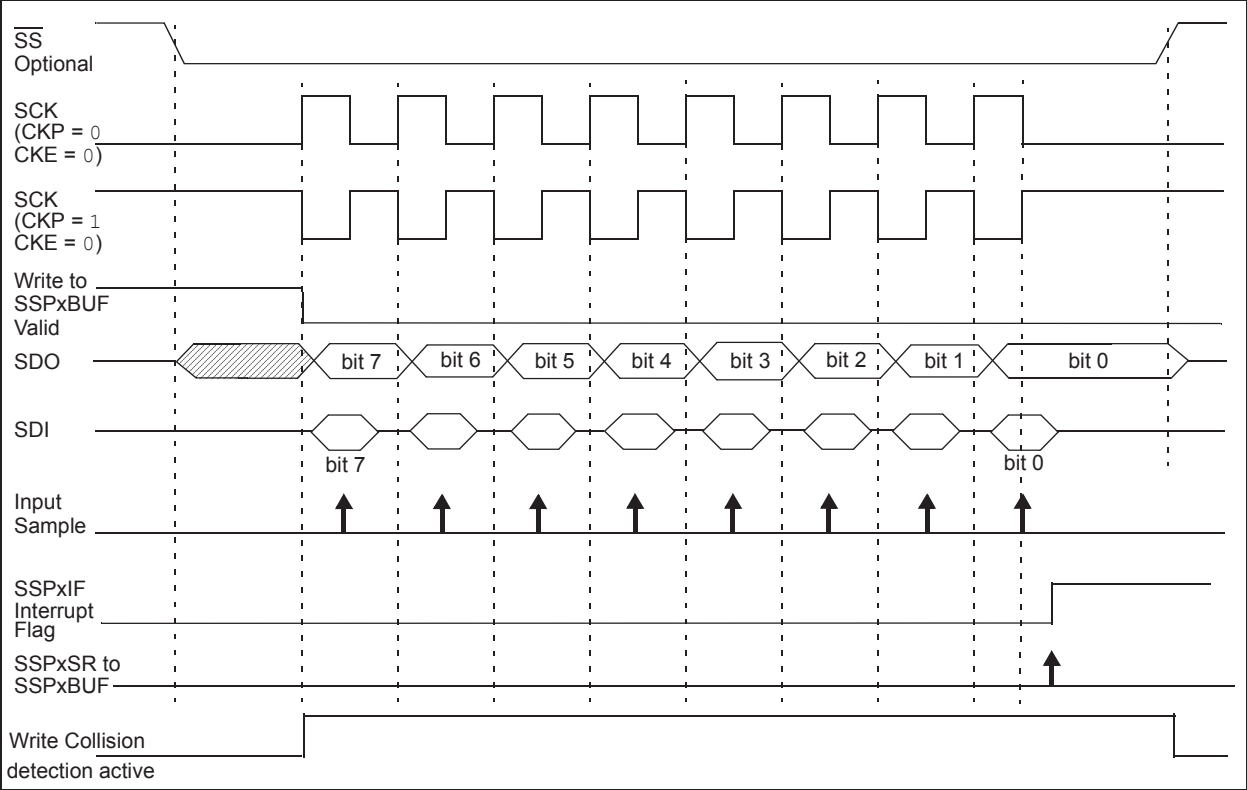 SS
Optional
SCK
(CKP = 0
CKE = 0)
SCK
(CKP = 1
CKE = 0)
Write to
SSPxBUF
Valid
SDO
bit 7 bit 6 bit 5 bit 4 bit 3 bit 2 bit 1 bit 0
SDI
bit 7 bit 0
Input
Sample
SSPxIF
Interrupt
Flag
SSPxSR to
SSPxBUF
Write Collision
detection active